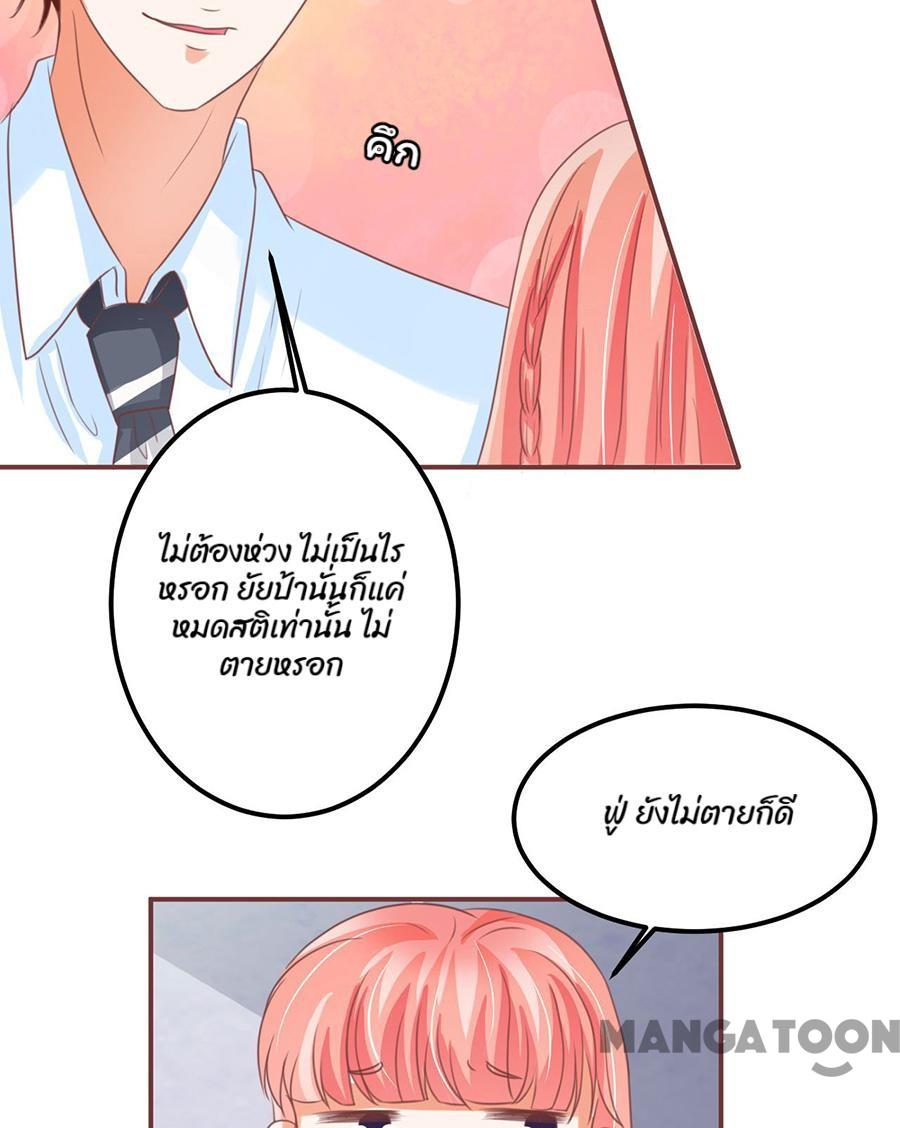 คึก
ไม่ต้องห่วง ไม่เป็นไร
หรอก ยัยป้านั่นก็แค่
หมดสติเท่านั้น ไม่
ตายหรอก
ฟู่ ยังไม่ตายก็ดี
MANGATOON